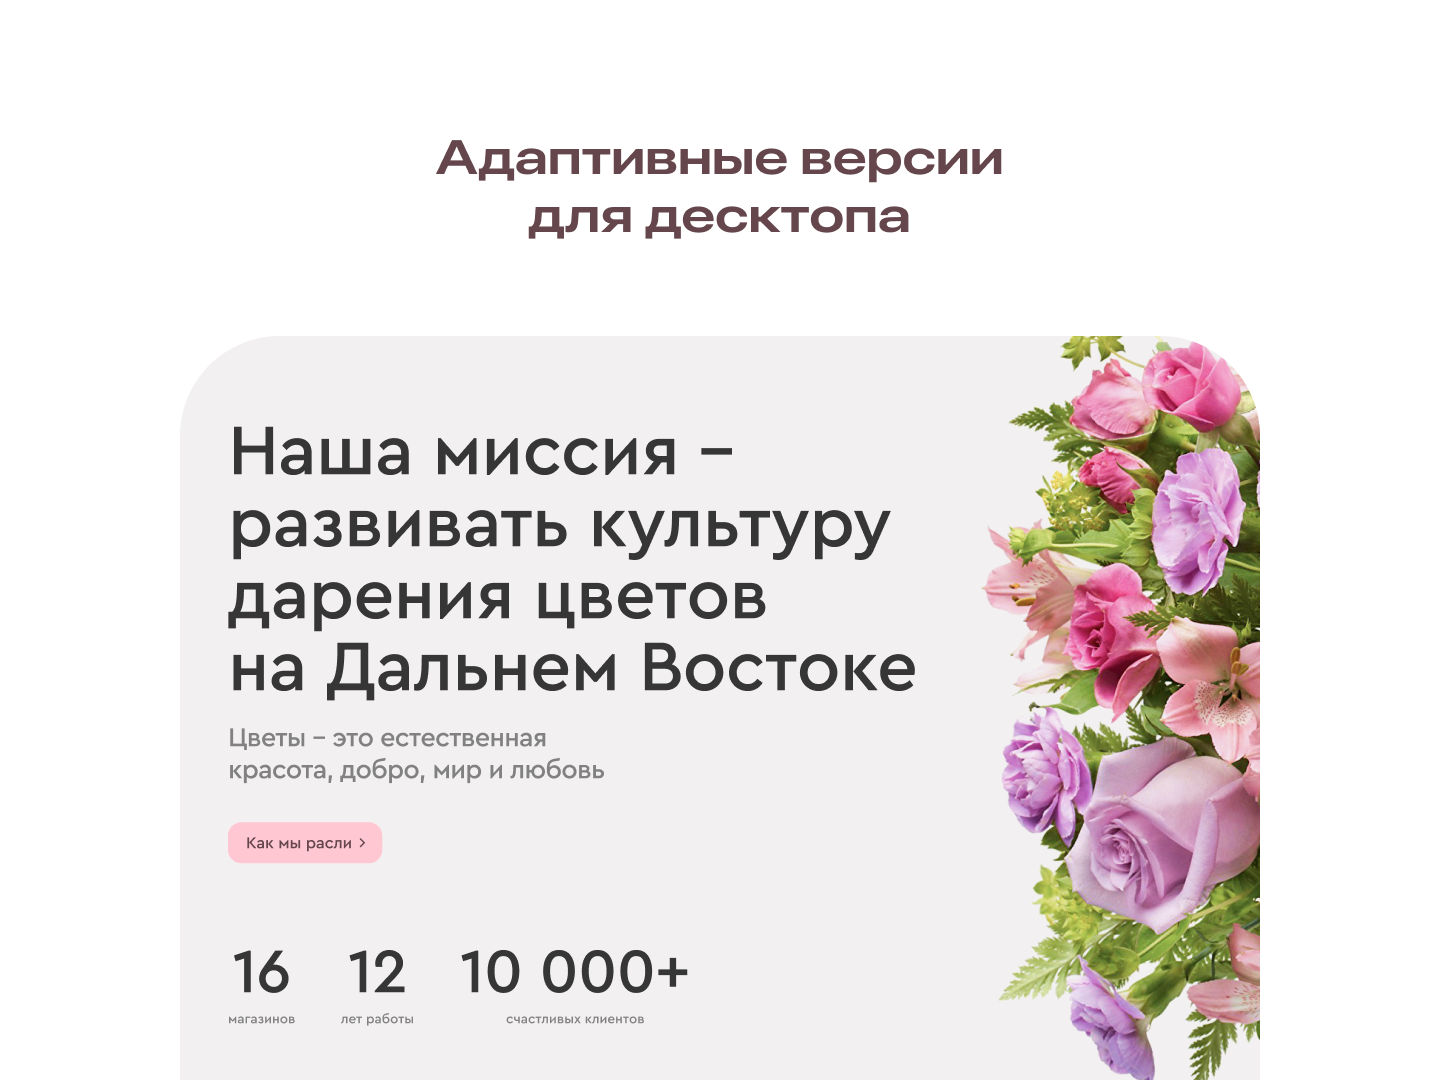 Адаптивные версии
для десктопа
Наша миссия –
развивать культуру
дарения цветов
на Дальнем Востоке
Цветы – это естественная
красота, добро, мир и любовь
Как мы расли >
16 12 10 000+
магазинов лет работы счастливых клиентов